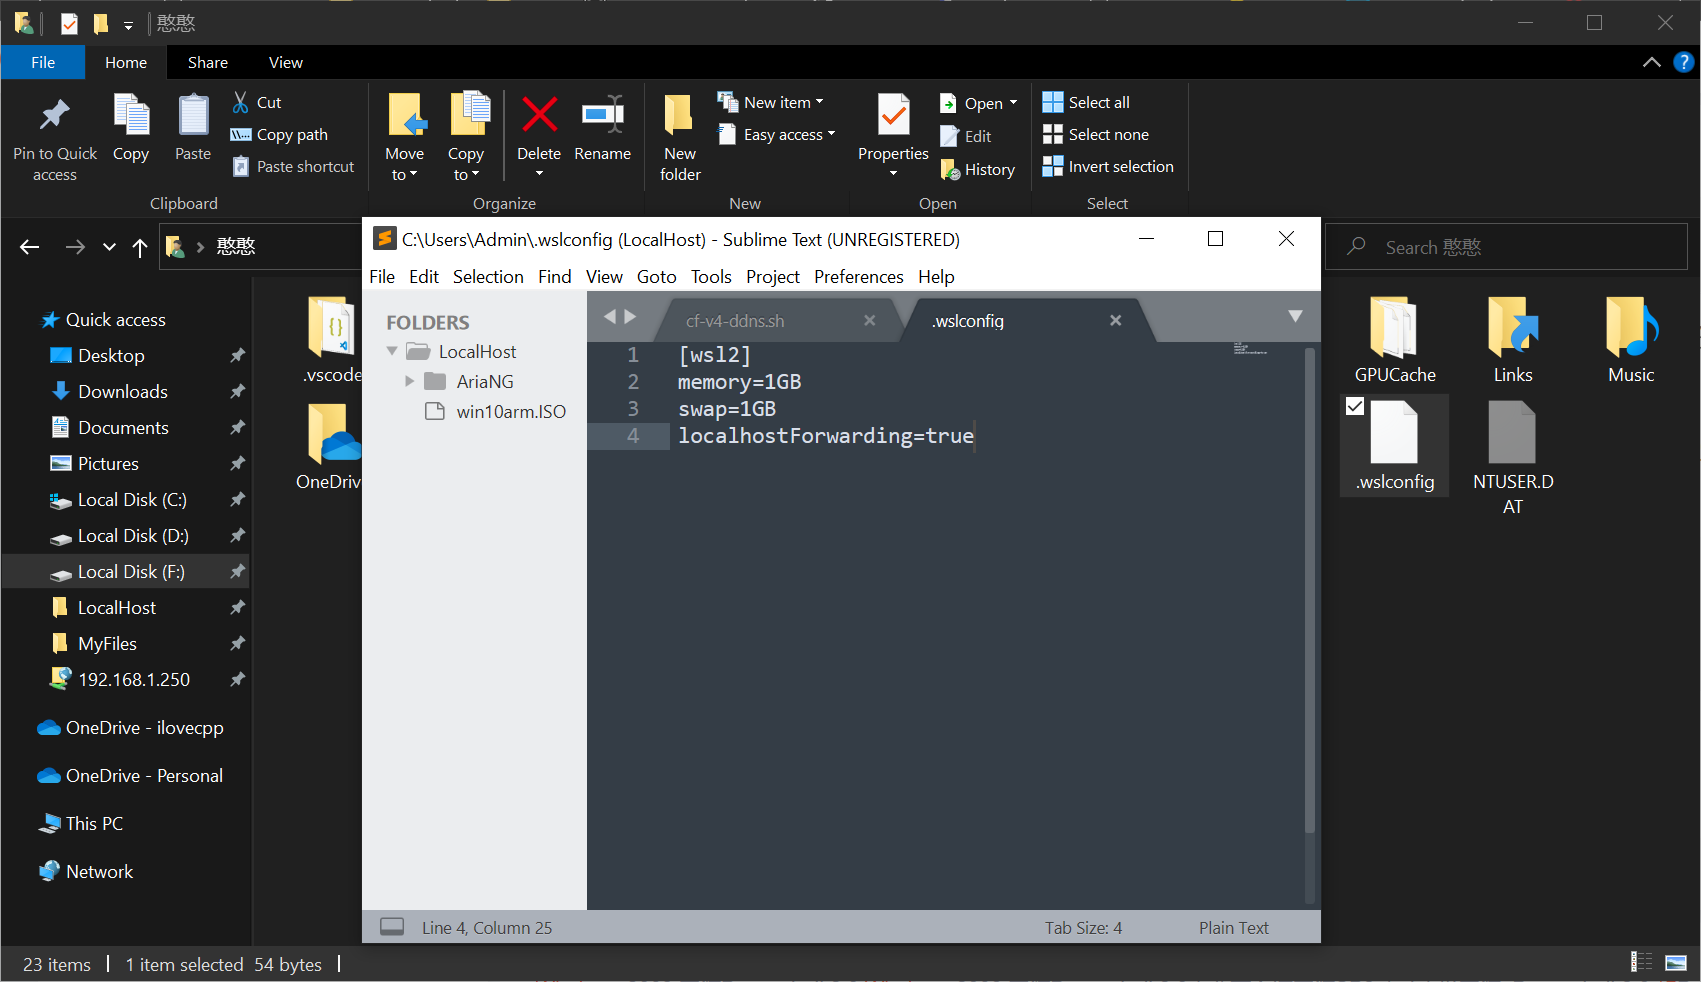 憨憨
File Home Share View
Pin to Quick access
Copy
Paste
Cut
Copy path
Paste shortcut
Clipboard
Move to
Copy to
Delete
Rename
Organize
New folder
New item
Easy access
New
Properties
Open
Edit
History
Open
Select all
Select none
Invert selection
Select
憨憨
Search 憨憨
Quick access
Desktop
Downloads
Documents
Pictures
Local Disk (C:)
Local Disk (D:)
Local Disk (F:)
LocalHost
MyFiles
192.168.1.250
OneDrive - ilovecpp
OneDrive - Personal
This PC
Network
.vscode
OneDriv
C:\Users\Admin\.wslconfig (LocalHost) - Sublime Text (UNREGISTERED)
File Edit Selection Find View Goto Tools Project Preferences Help
FOLDERS
LocalHost
AriaNG
win10arm.ISO
cf-v4-ddns.sh
.wslconfig
1 [wsl2]
2 memory=1GB
3 swap=1GB
4 localhostForwarding=true
Line 4, Column 25
Tab Size: 4
Plain Text
GPUCache
Links
Music
.wslconfig
NTUSER.D
AT
23 items
1 item selected 54 bytes